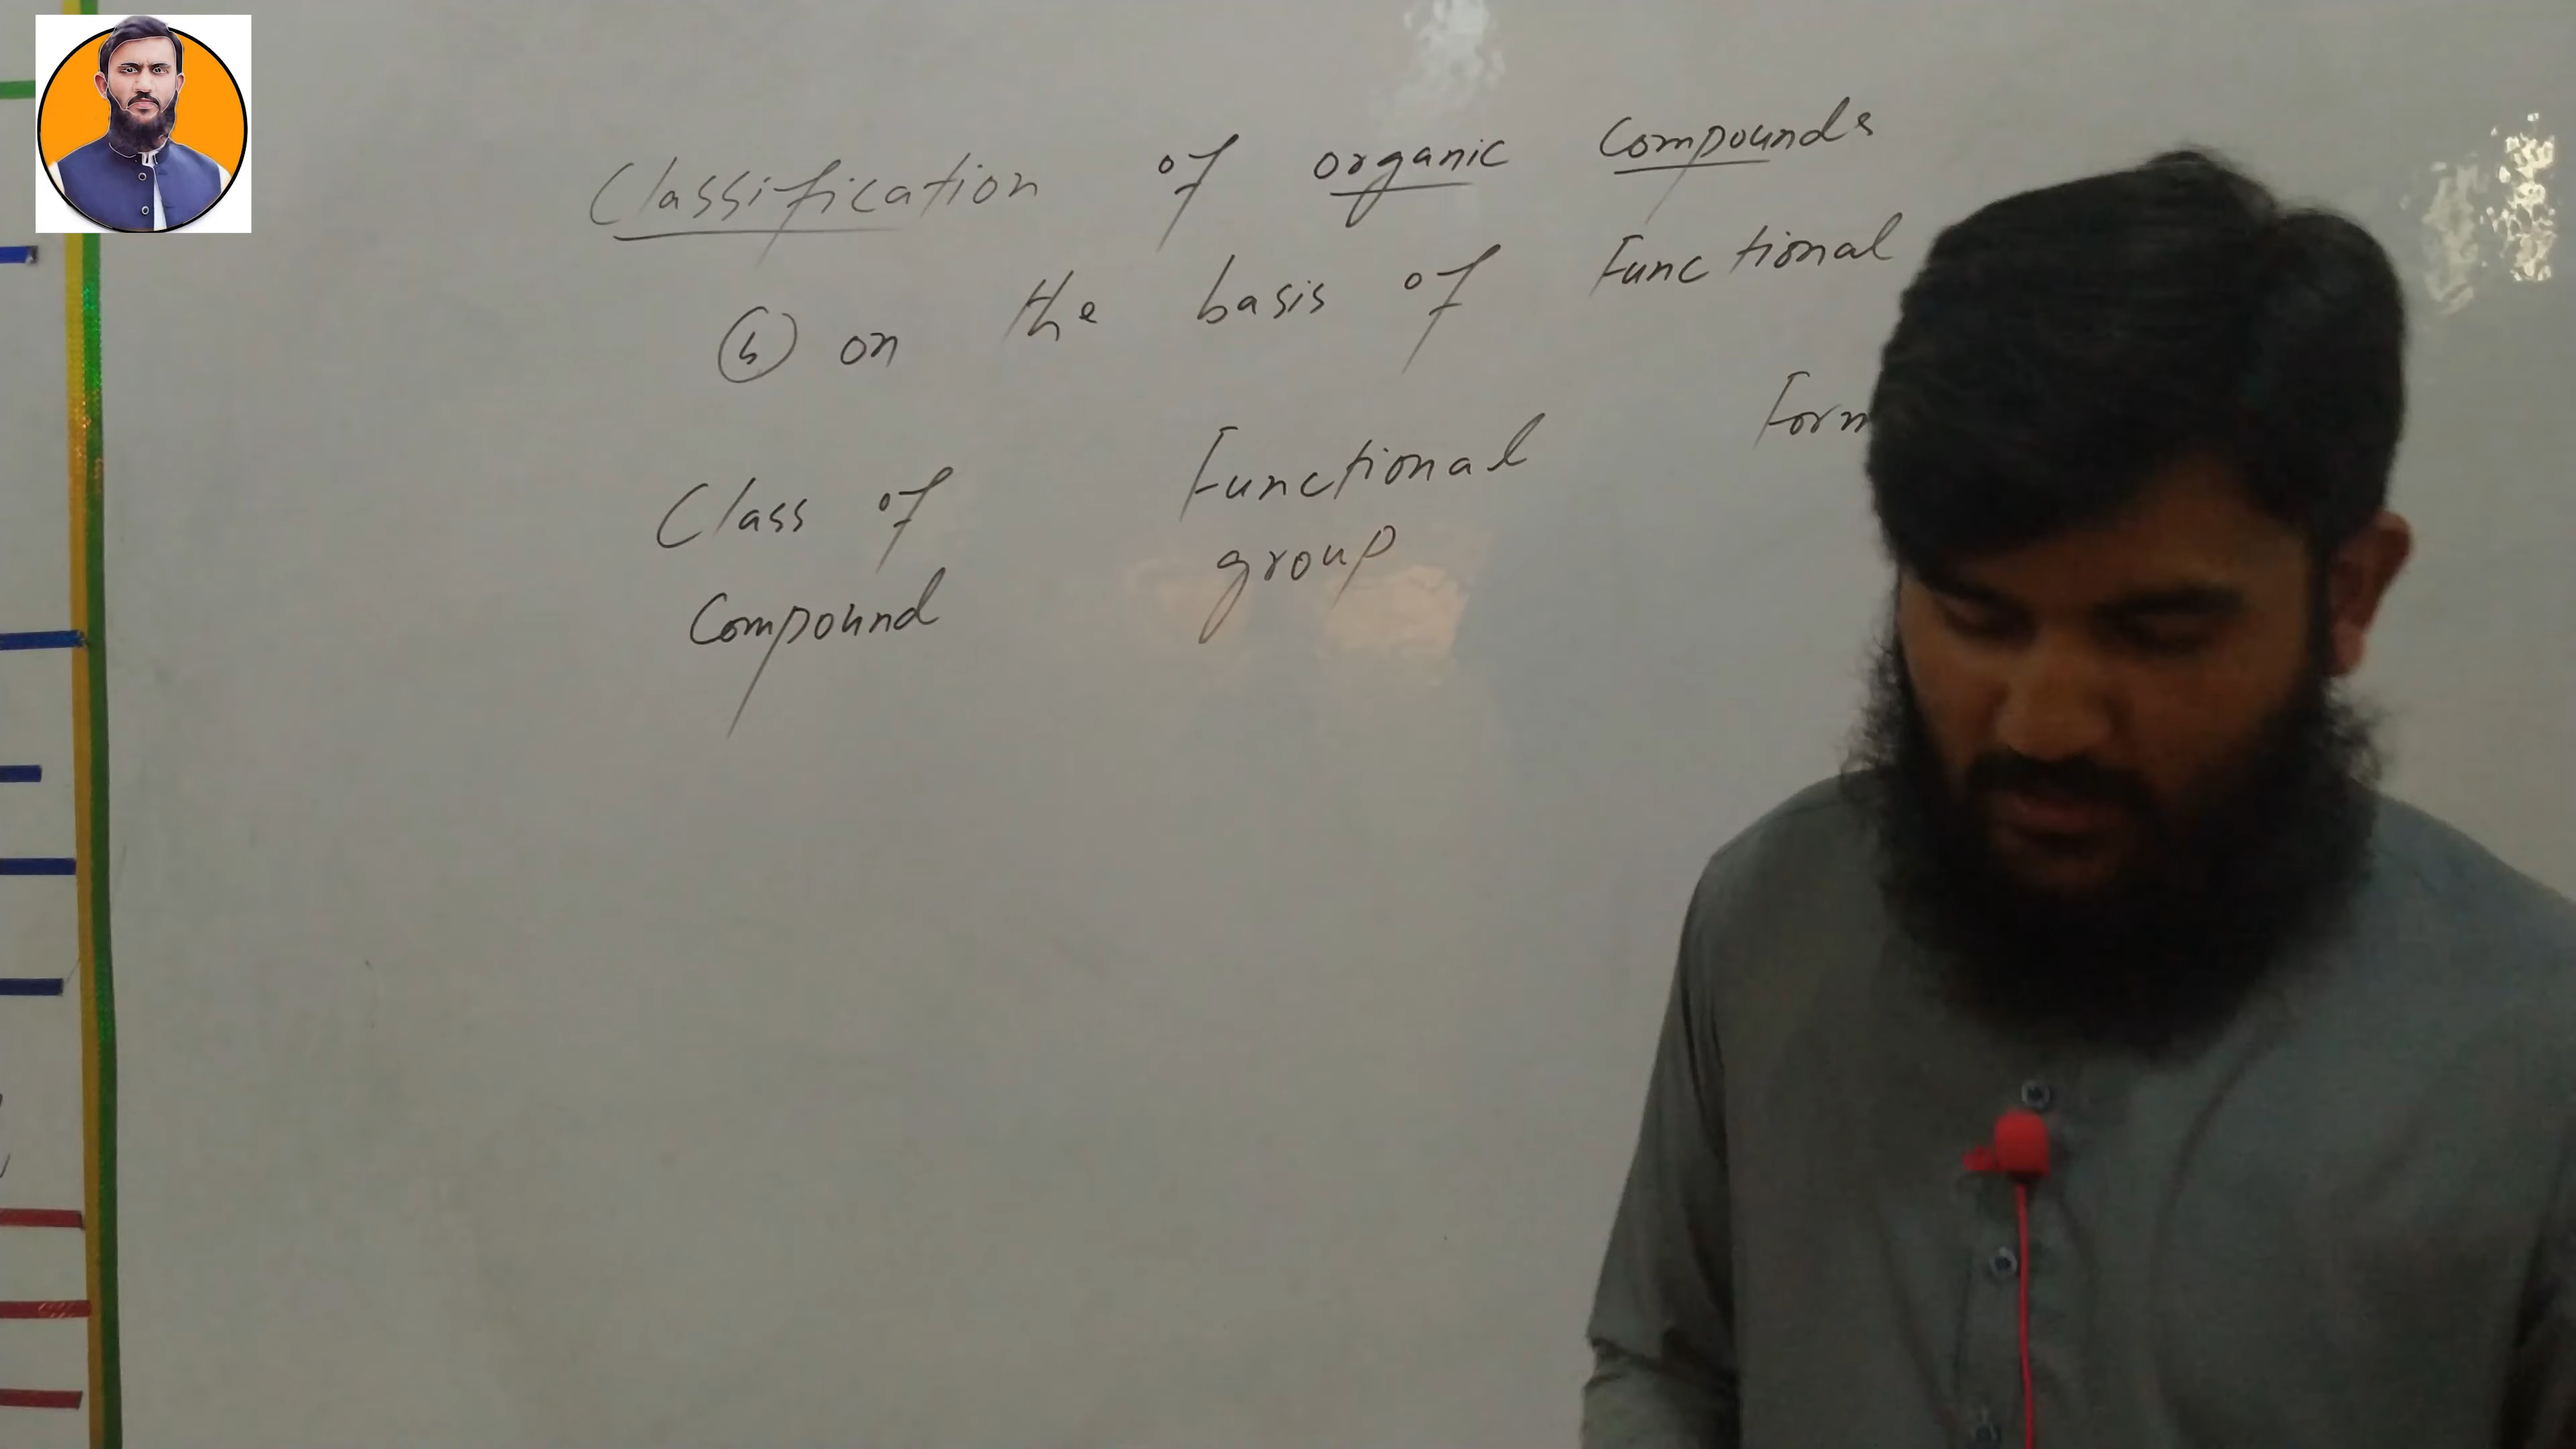 Classification of organic Compounds
(b) on the basis of Functional
Class of Functional Form
Compound group